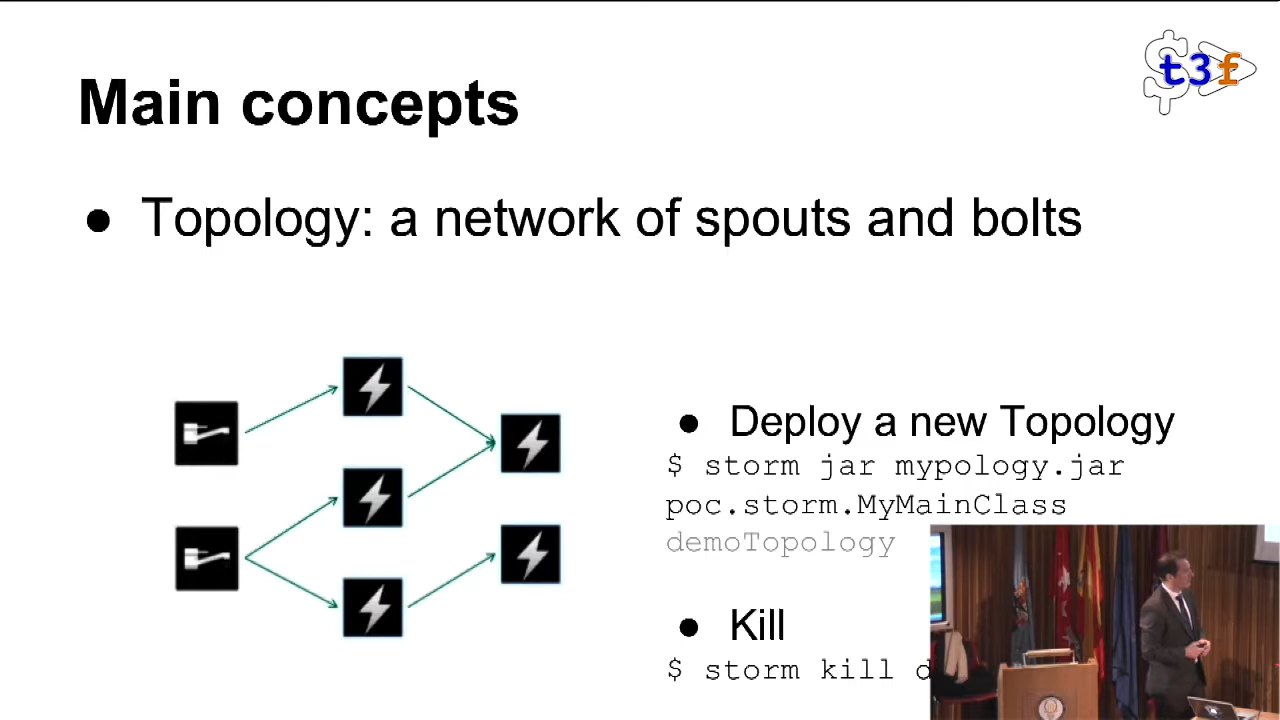 t3f
Main concepts
● Topology: a network of spouts and bolts
● Deploy a new Topology
$ storm jar mypology.jar
poc.storm.MyMainClass
demoTopology
● Kill
$ storm kill d